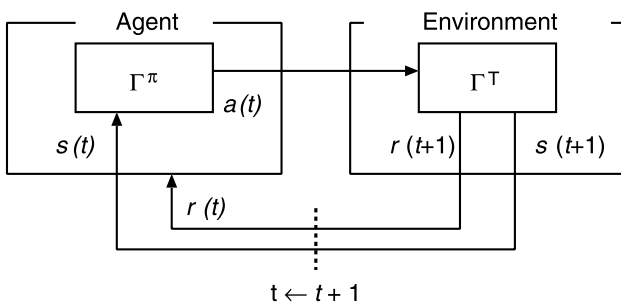 Agent
Environment
Γ^π
Γ^T
a(t)
s(t)
r (t+1)
s (t+1)
r (t)
t ← t + 1